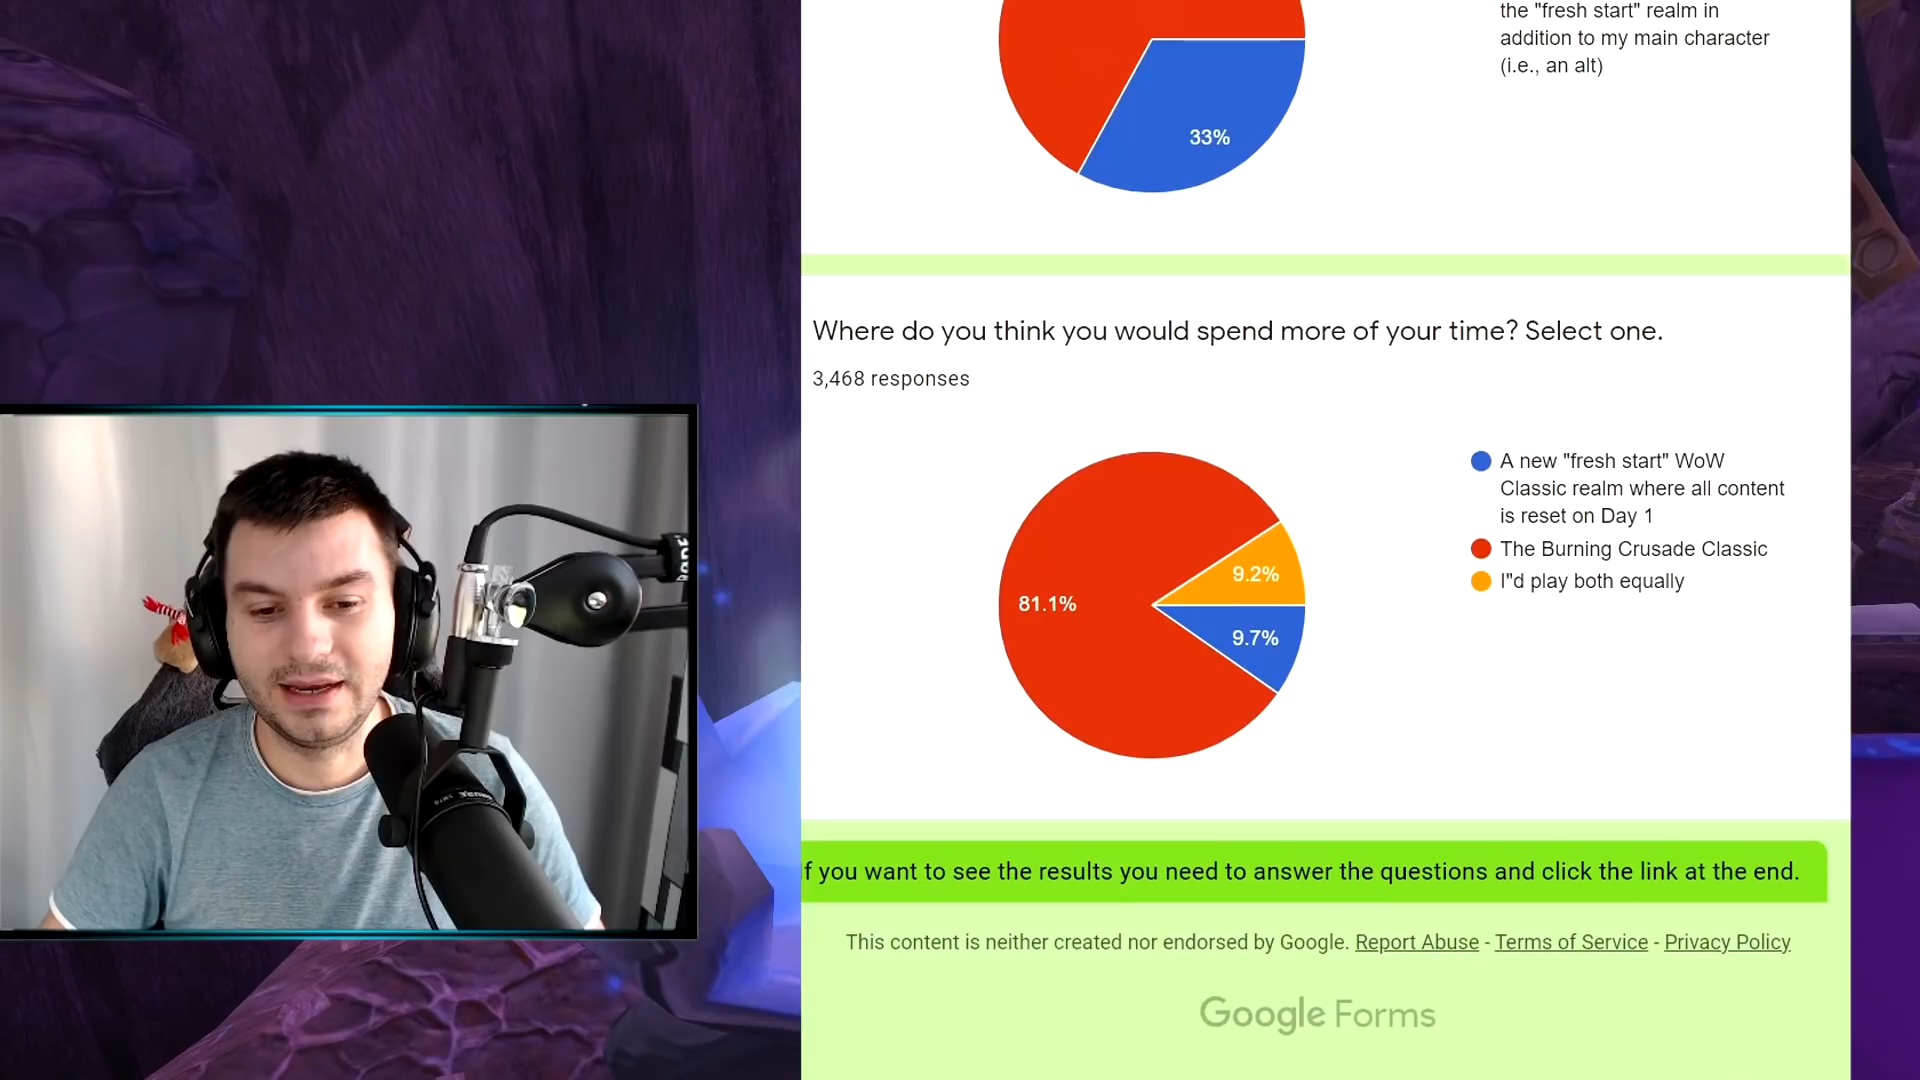 the "fresh start" realm in
addition to my main character
(i.e., an alt)
33%
Where do you think you would spend more of your time? Select one.
3,468 responses
A new "fresh start" WoW
Classic realm where all content
is reset on Day 1
The Burning Crusade Classic
I"d play both equally
81.1%
9.2%
9.7%
f you want to see the results you need to answer the questions and click the link at the end.
This content is neither created nor endorsed by Google. Report Abuse - Terms of Service - Privacy Policy
Google Forms